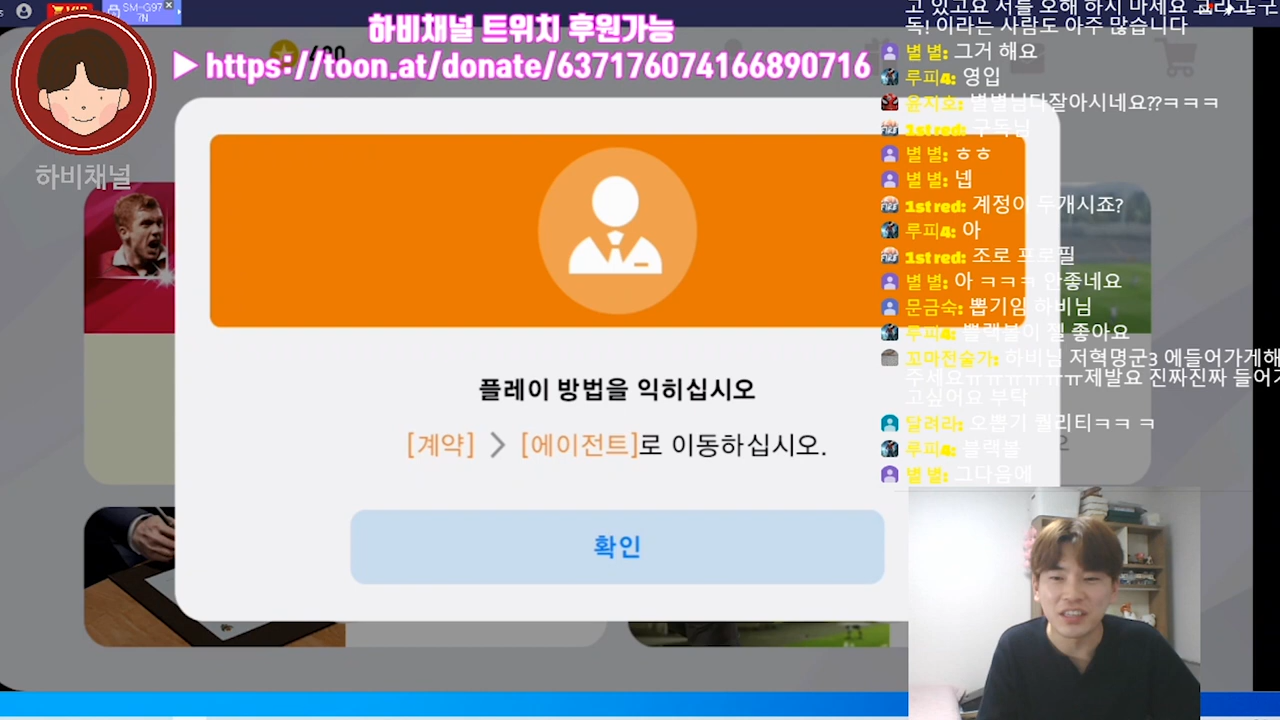 SM-G97
7N
하비채널 트위치 후원가능
▶ https://toon.at/donate/637176074166890716
하비채널
플레이 방법을 익히십시오
[계약] > [에이전트]로 이동하십시오.
확인
고 있고요 저를 오해 하시 마세요
독! 이라는 사람도 아주 많습니다
별 별: 그거 해요
루피4: 영입
윤지호: 별별님다잘아시네요??ㅋㅋㅋ
1st red: 구독님
별 별: ㅎㅎ
별 별: 넵
1st red: 계정이 두개시죠?
루피4: 아
1st red: 조로 프로필
별 별: 아 ㅋㅋㅋ 안좋네요
문금숙: 뽑기임 하비님
루피4: 쁠랙볼이 젤 좋아요
꼬마전술가: 하비님 저혁명군3 에들어가게해
주세요ㅠㅠㅠㅠㅠㅠ제발요 진짜진짜 들어가
고싶어요 부탁
달려라: 오뽑기 퀄리티ㅋㅋ ㅋ
루피4: 블랙볼
별 별: 그다음에